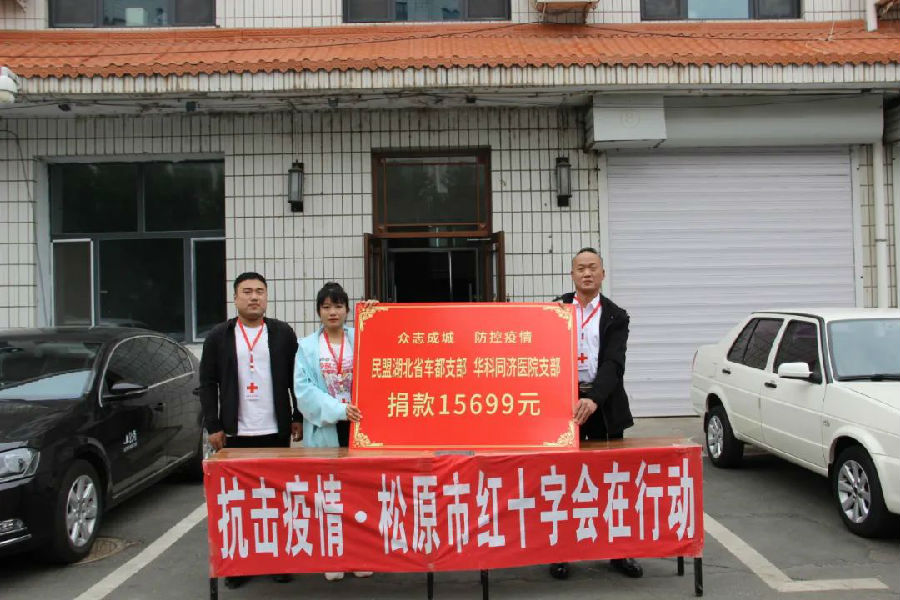 众志成城 防控疫情
民盟湖北省车都支部 华科同济医院支部
捐款15699元
抗击疫情·松原市红十字会在行动